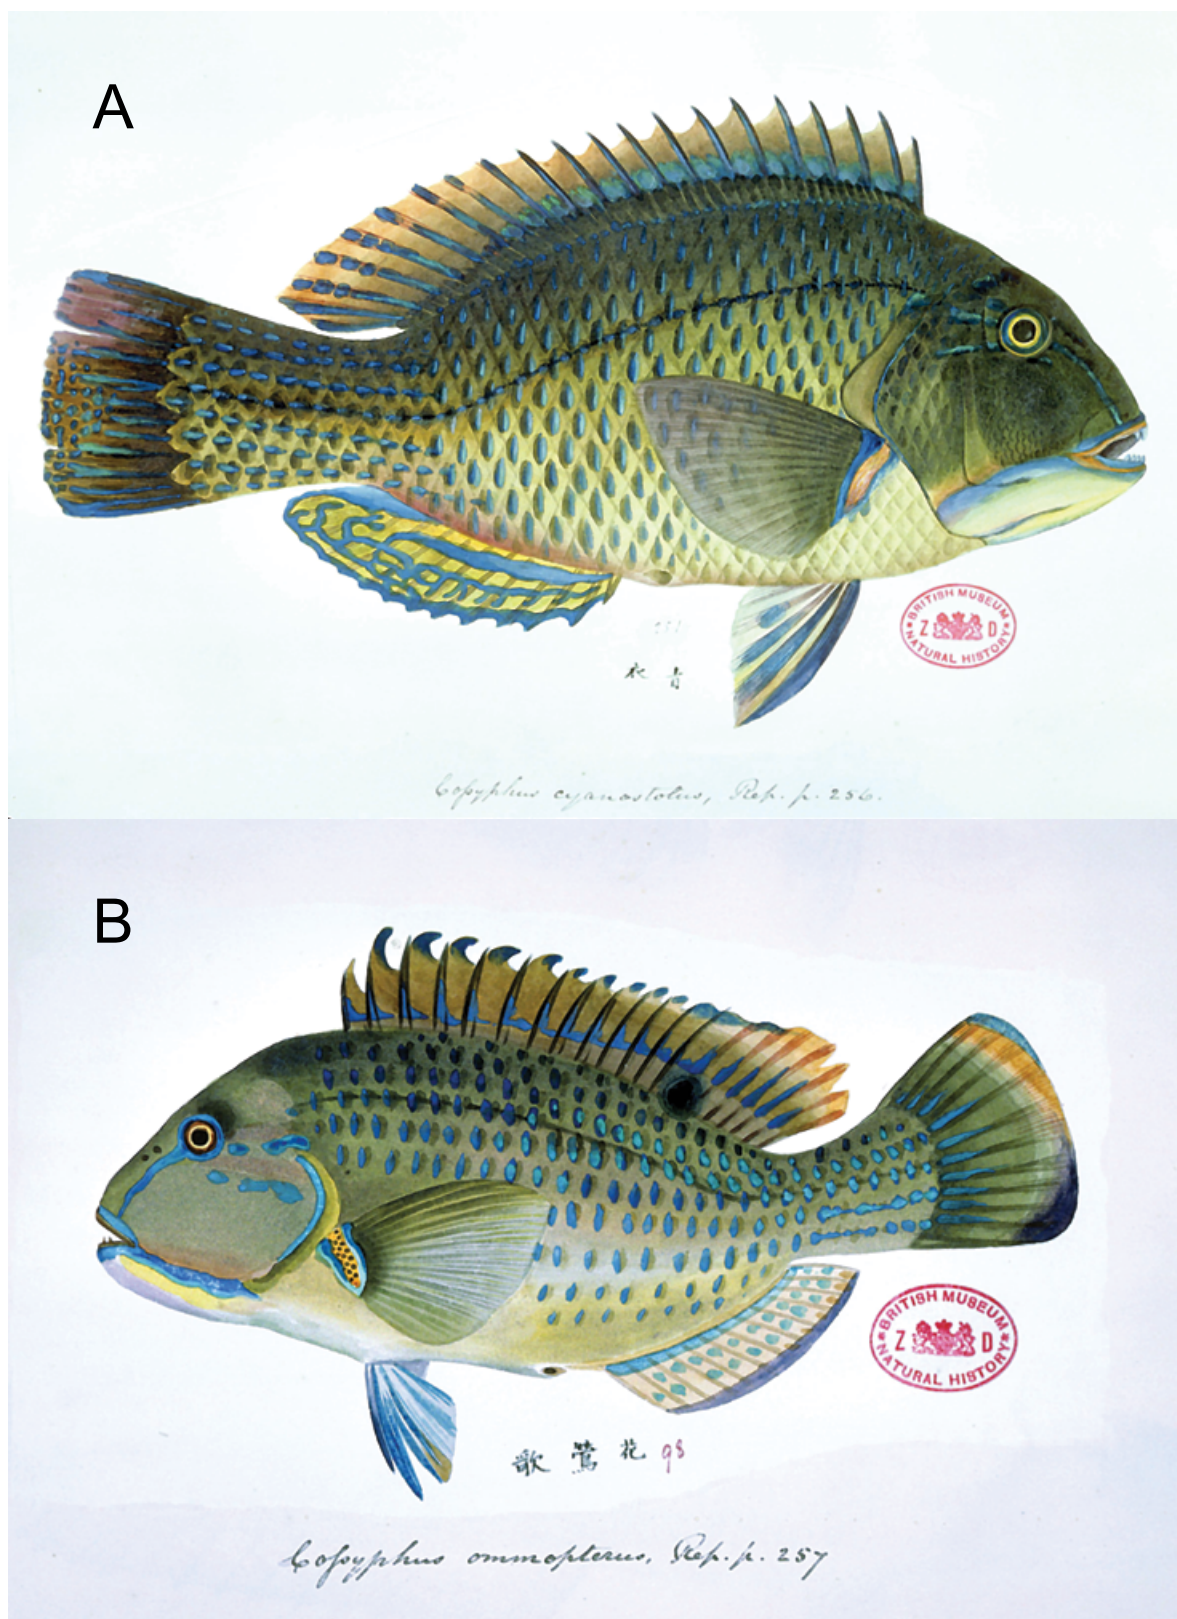 A
BRITISH MUSEUM
Z D
NATURAL HISTORY
衣 青
Cossyphus cyanostolus, Rep. p. 256.
B
BRITISH MUSEUM
Z D
NATURAL HISTORY
歌 鶯 花 98
Cossyphus ommopterus, Rep. p. 257